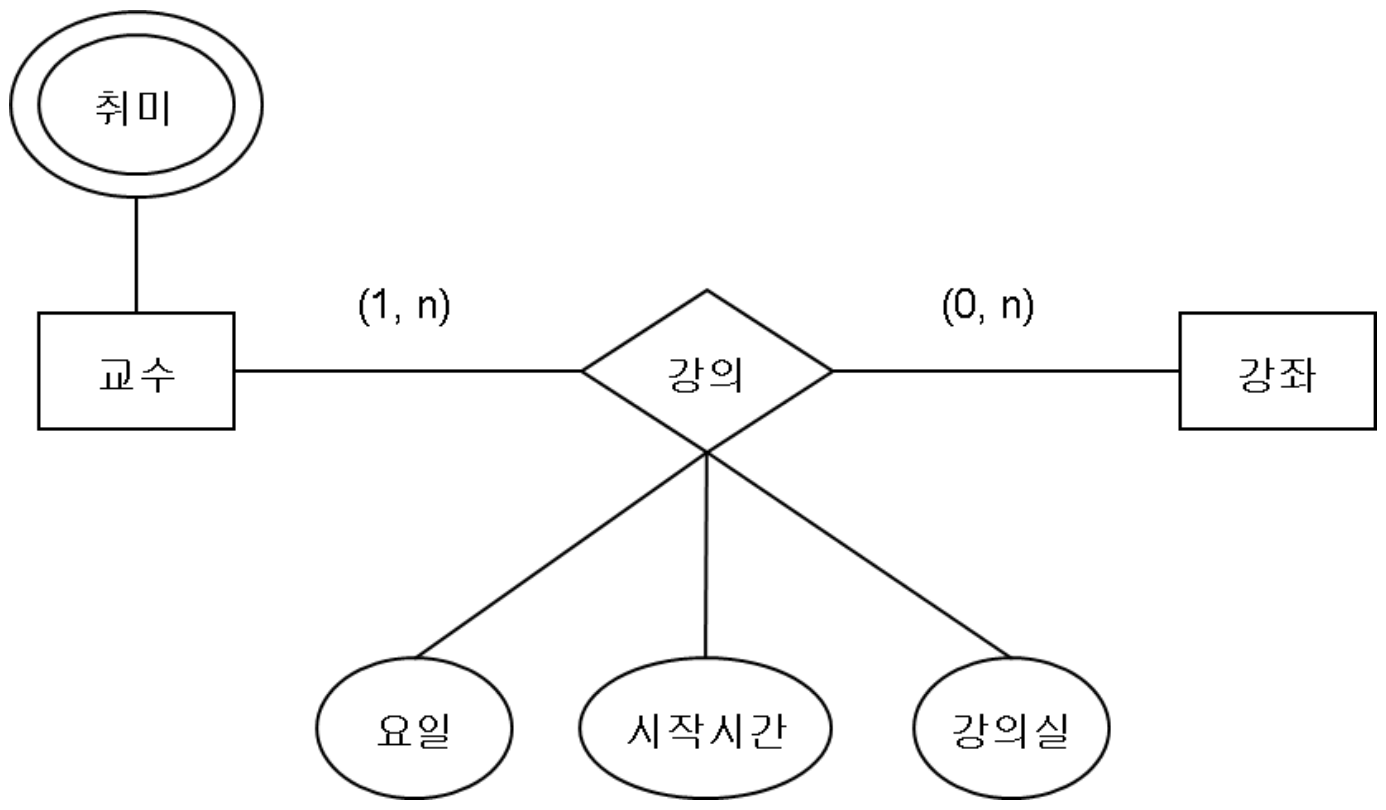 취미
(1, n)
(0, n)
교수
강의
강좌
요일
시작시간
강의실